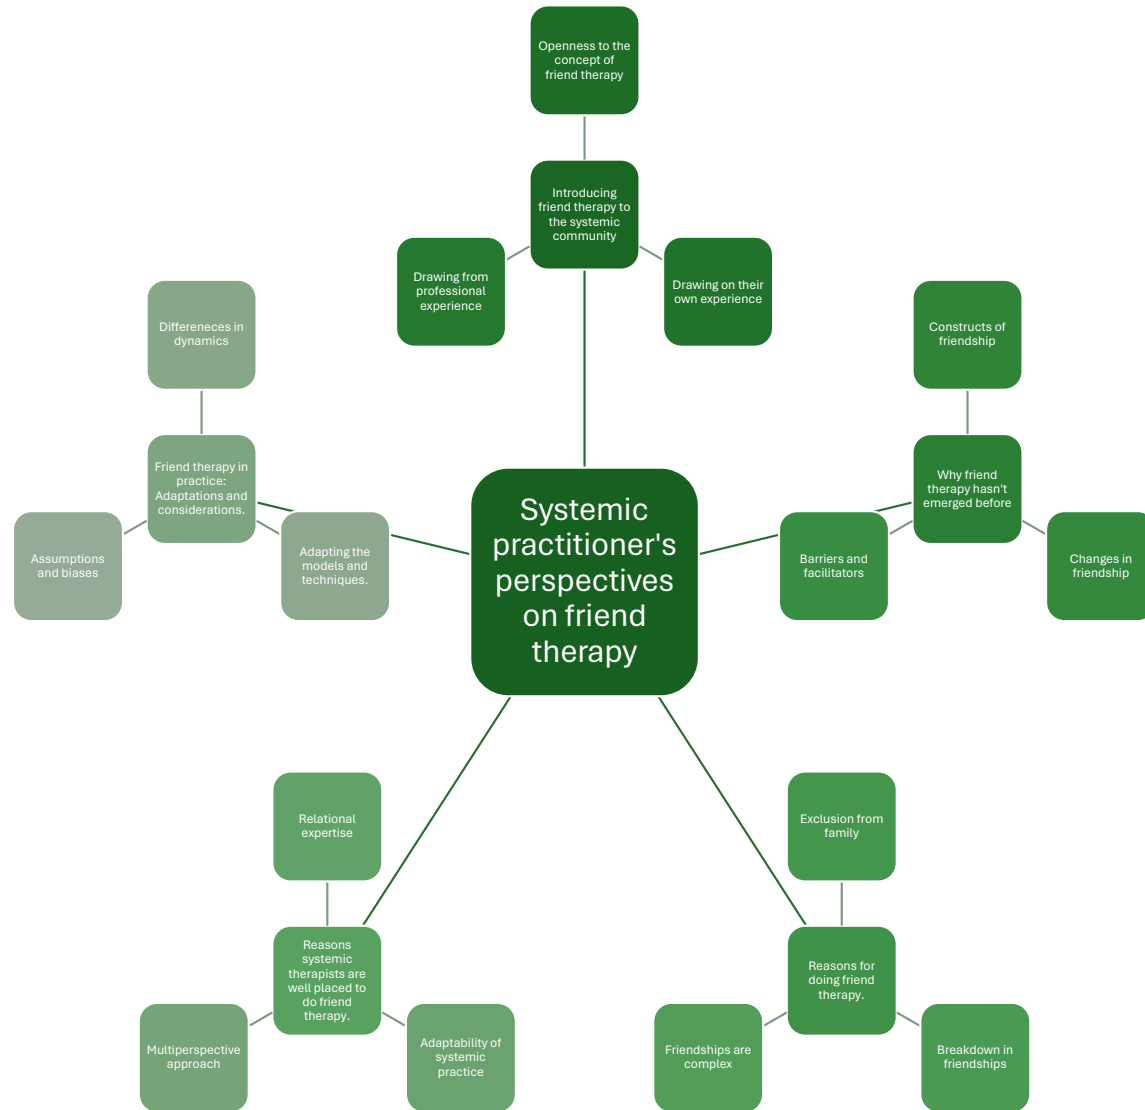 Openness to the
concept of
friend therapy
Introducing
friend therapy to
the systemic
community
Drawing from
professional
experience
Drawing on their
own experience
Differeneces in
dynamics
Friend therapy in
practice:
Adaptations and
considerations.
Assumptions
and biases
Adapting the
models and
techniques.
Systemic
practitioner's
perspectives
on friend
therapy
Constructs of
friendship
Why friend
therapy hasn't
emerged before
Barriers and
facilitators
Changes in
friendship
Relational
expertise
Reasons
systemic
therapists are
well placed to
do friend
therapy.
Multiperspective
approach
Adaptability of
systemic
practice
Exclusion from
family
Reasons for
doing friend
therapy.
Friendships are
complex
Breakdown in
friendships